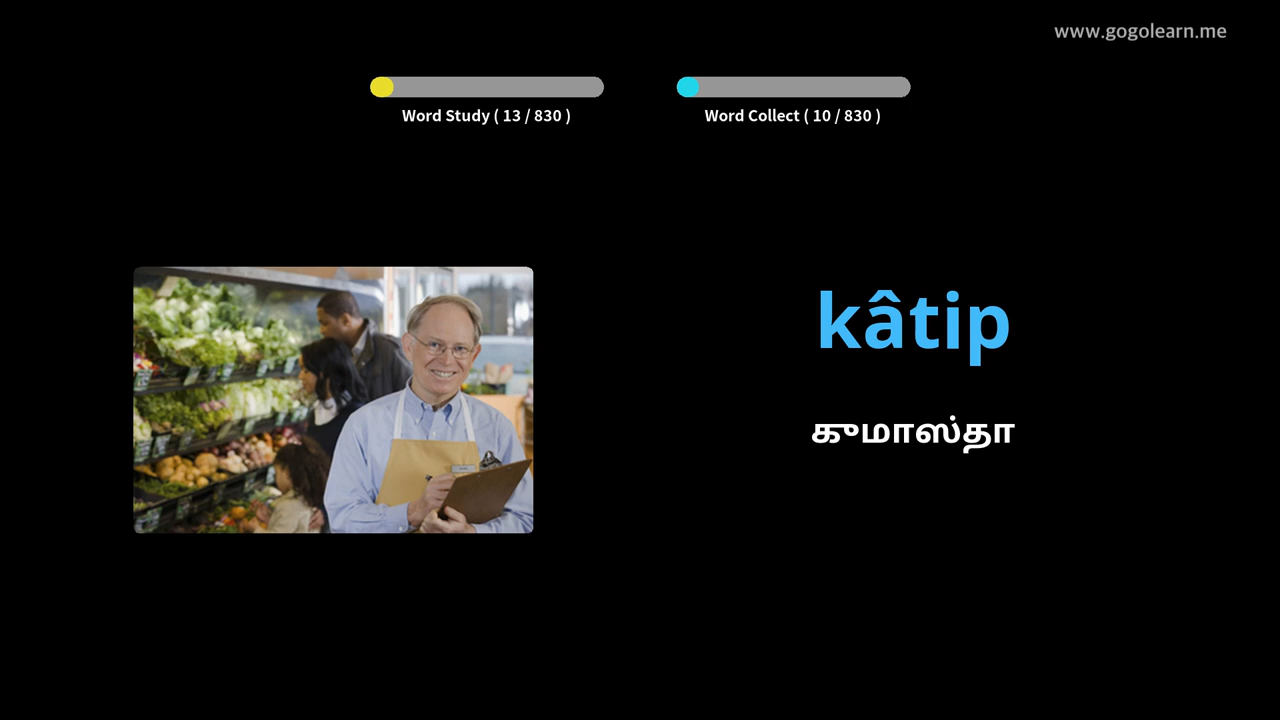 www.gogolearn.me
Word Study ( 13 / 830 )
Word Collect ( 10 / 830 )
kâtip
குமாஸ்தா